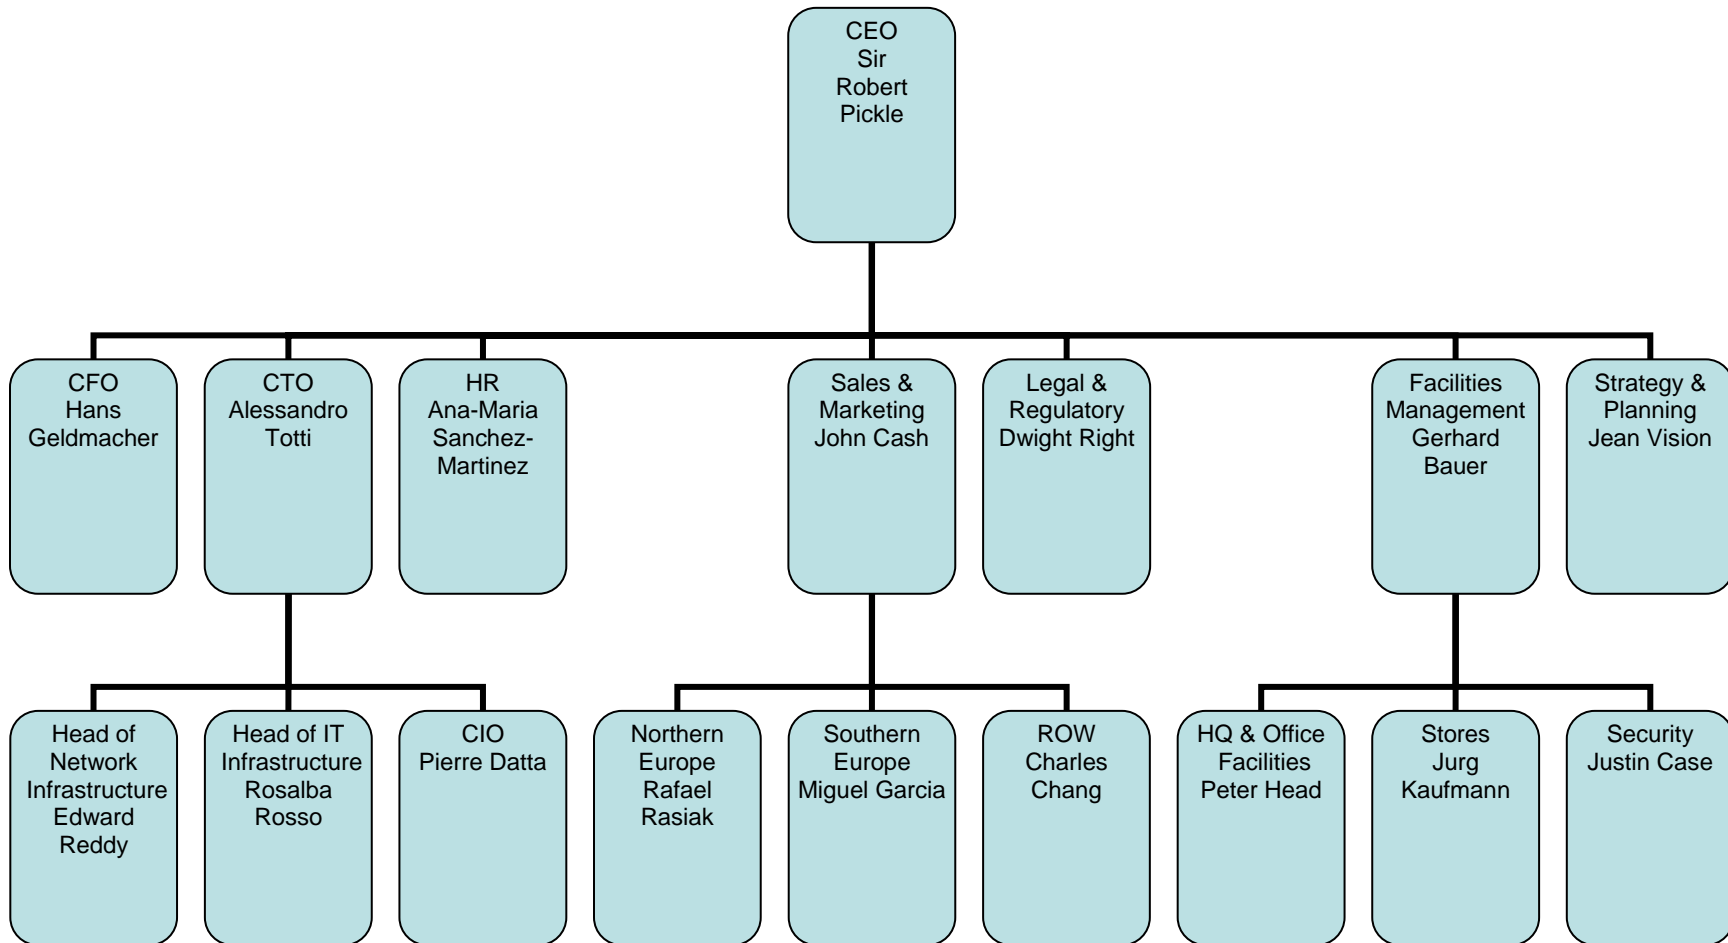 CEO
Sir
Robert
Pickle
CFO
Hans
Geldmacher
CTO
Alessandro
Totti
HR
Ana-Maria
Sanchez-
Martinez
Sales &
Marketing
John Cash
Legal &
Regulatory
Dwight Right
Facilities
Management
Gerhard
Bauer
Strategy &
Planning
Jean Vision
Head of
Network
Infrastructure
Edward
Reddy
Head of IT
Infrastructure
Rosalba
Rosso
CIO
Pierre Datta
Northern
Europe
Rafael
Rasiak
Southern
Europe
Miguel Garcia
ROW
Charles
Chang
HQ & Office
Facilities
Peter Head
Stores
Jurg
Kaufmann
Security
Justin Case